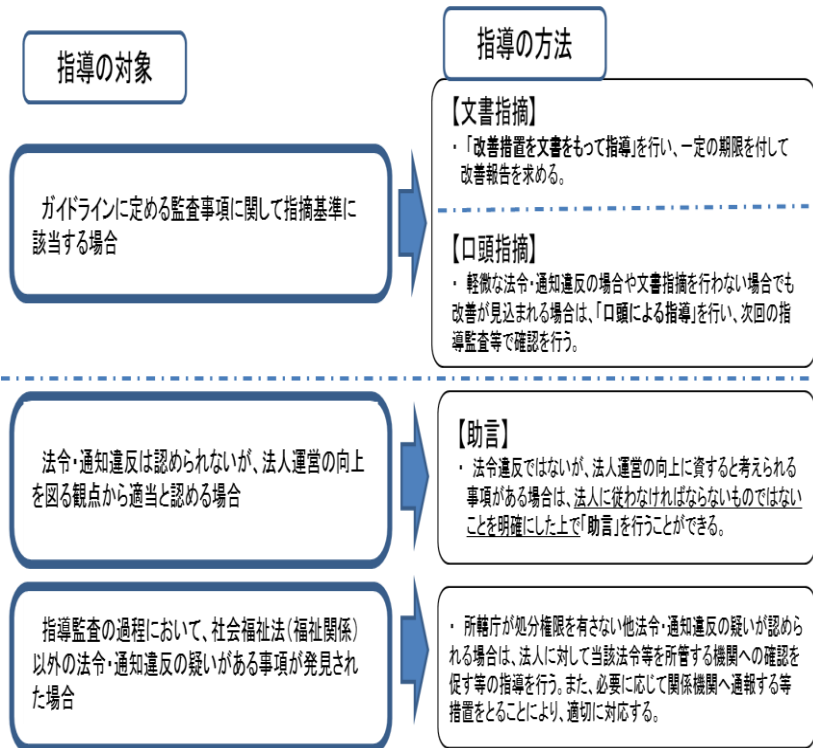 指導の対象
指導の方法
ガイドラインに定める監査事項に関して指摘基準に
該当する場合
【文書指摘】
・「改善措置を文書をもって指導」を行い、一定の期限を付して
改善報告を求める。
【口頭指摘】
・ 軽微な法令・通知違反の場合や文書指摘を行わない場合でも
改善が見込まれる場合は、「口頭による指導」を行い、次回の指
導監査等で確認を行う。
法令・通知違反は認められないが、法人運営の向上
を図る観点から適当と認める場合
【助言】
・ 法令違反ではないが、法人運営の向上に資すると考えられる
事項がある場合は、法人に従わなければならないものではない
ことを明確にした上で「助言」を行うことができる。
指導監査の過程において、社会福祉法(福祉関係)
以外の法令・通知違反の疑いがある事項が発見され
た場合
・ 所轄庁が処分権限を有さない他法令・通知違反の疑いが認めら
れる場合は、法人に対して当該法令等を所管する機関への確認を
促す等の指導を行う。また、必要に応じて関係機関へ通報する等
措置をとることにより、適切に対応する。